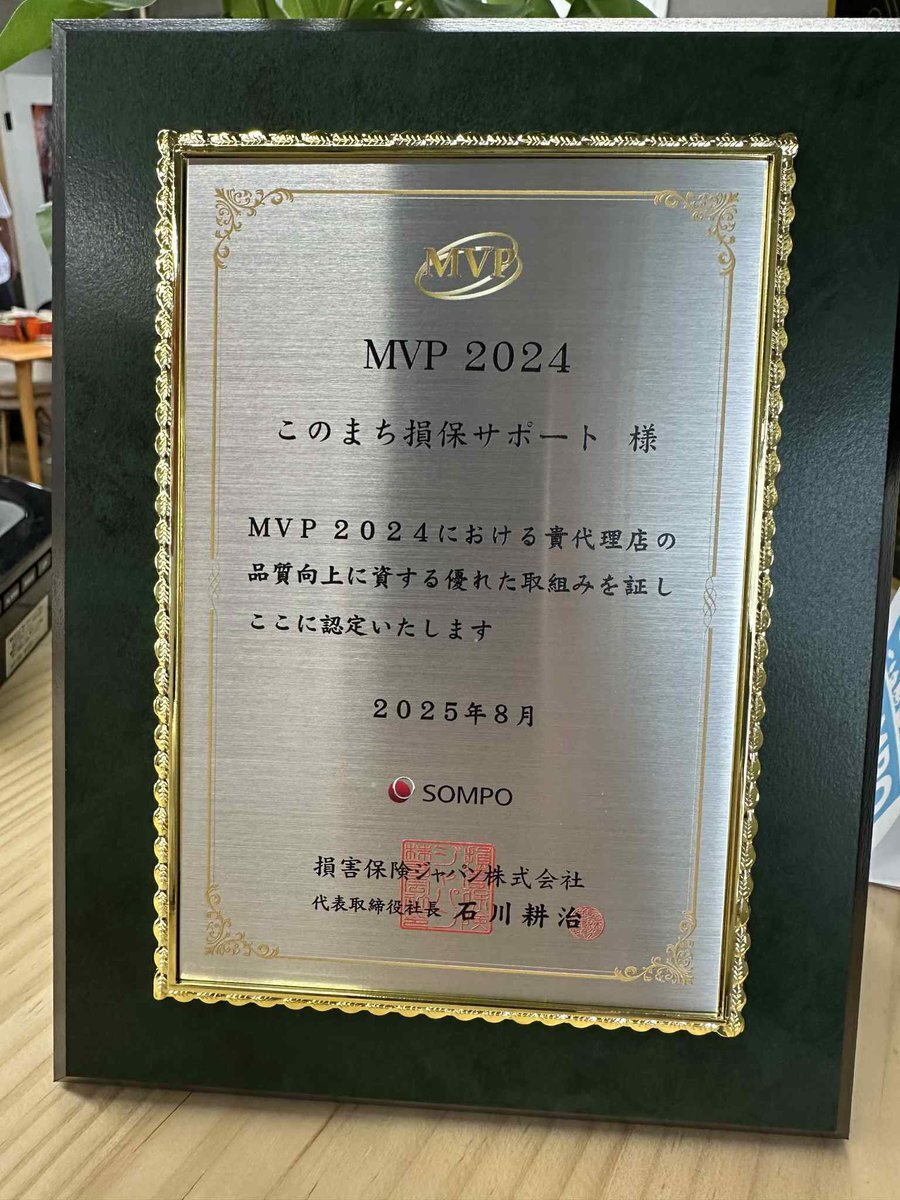 MVP
MVP 2024
このまち損保サポート 様
MVP 2024における貴代理店の
品質向上に資する優れた取組みを証し
ここに認定いたします
2025年8月
SOMPO
損害保険ジャパン株式会社
代表取締役社長 石川耕治